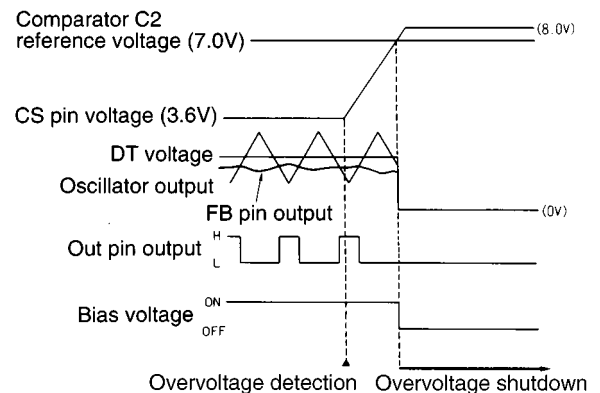 Comparator C2
reference voltage (7.0V)
(8.0V)
CS pin voltage (3.6V)
DT voltage
Oscillator output
FB pin output
(0V)
Out pin output
H
L
Bias voltage
ON
OFF
Overvoltage detection
Overvoltage shutdown